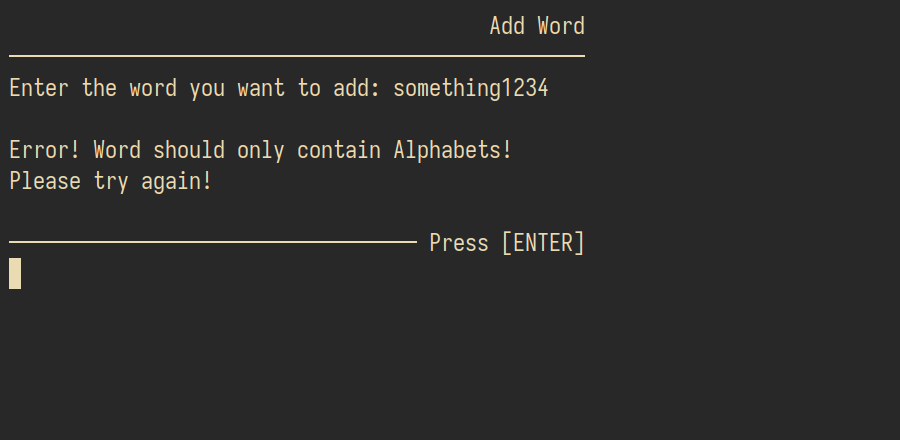 Add Word
Enter the word you want to add: something1234
Error! Word should only contain Alphabets!
Please try again!
Press [ENTER]